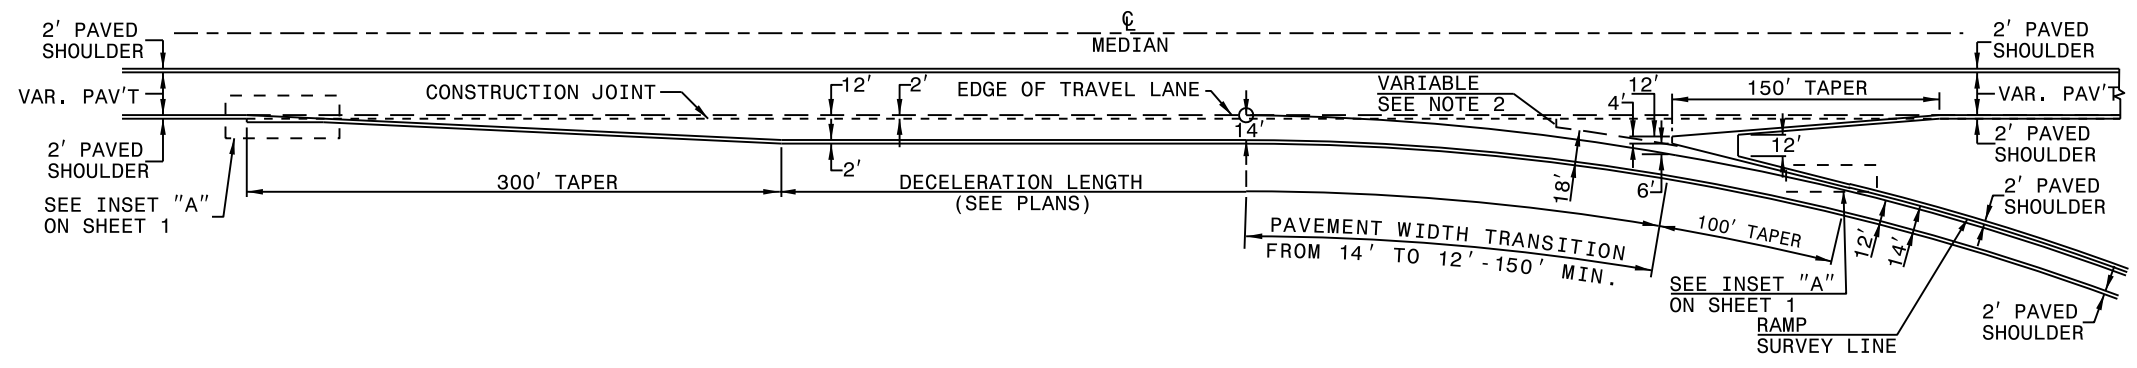 ℄
MEDIAN
2' PAVED
SHOULDER
2' PAVED
SHOULDER
VAR. PAV'T
CONSTRUCTION JOINT
12'
2'
EDGE OF TRAVEL LANE
VARIABLE
SEE NOTE 2
4'
12'
150' TAPER
VAR. PAV'T
2' PAVED
SHOULDER
14'
2'
18'
6'
12'
2' PAVED
SHOULDER
300' TAPER
DECELERATION LENGTH
(SEE PLANS)
SEE INSET "A"
ON SHEET 1
2' PAVED
SHOULDER
PAVEMENT WIDTH TRANSITION
FROM 14' TO 12'-150' MIN.
100' TAPER
12'
14'
SEE INSET "A"
ON SHEET 1
RAMP
SURVEY LINE
2' PAVED
SHOULDER